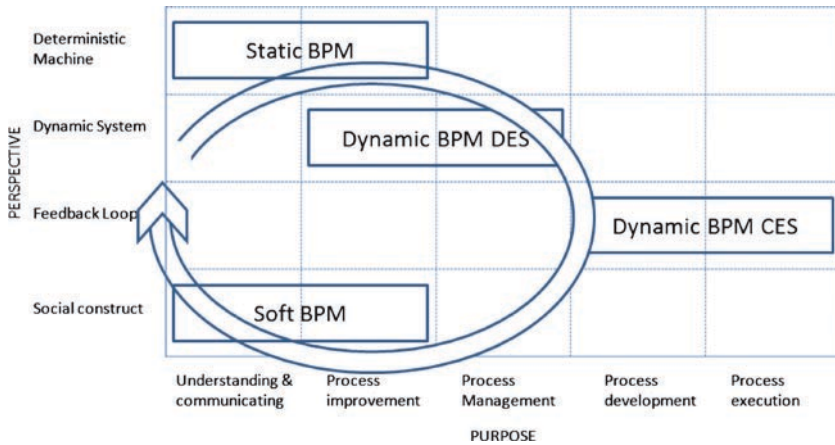 Deterministic
Machine
Static BPM
Dynamic System
Dynamic BPM DES
PERSPECTIVE
Feedback Loop
Dynamic BPM CES
Social construct
Soft BPM
Understanding &
communicating
Process
improvement
Process
Management
Process
development
Process
execution
PURPOSE